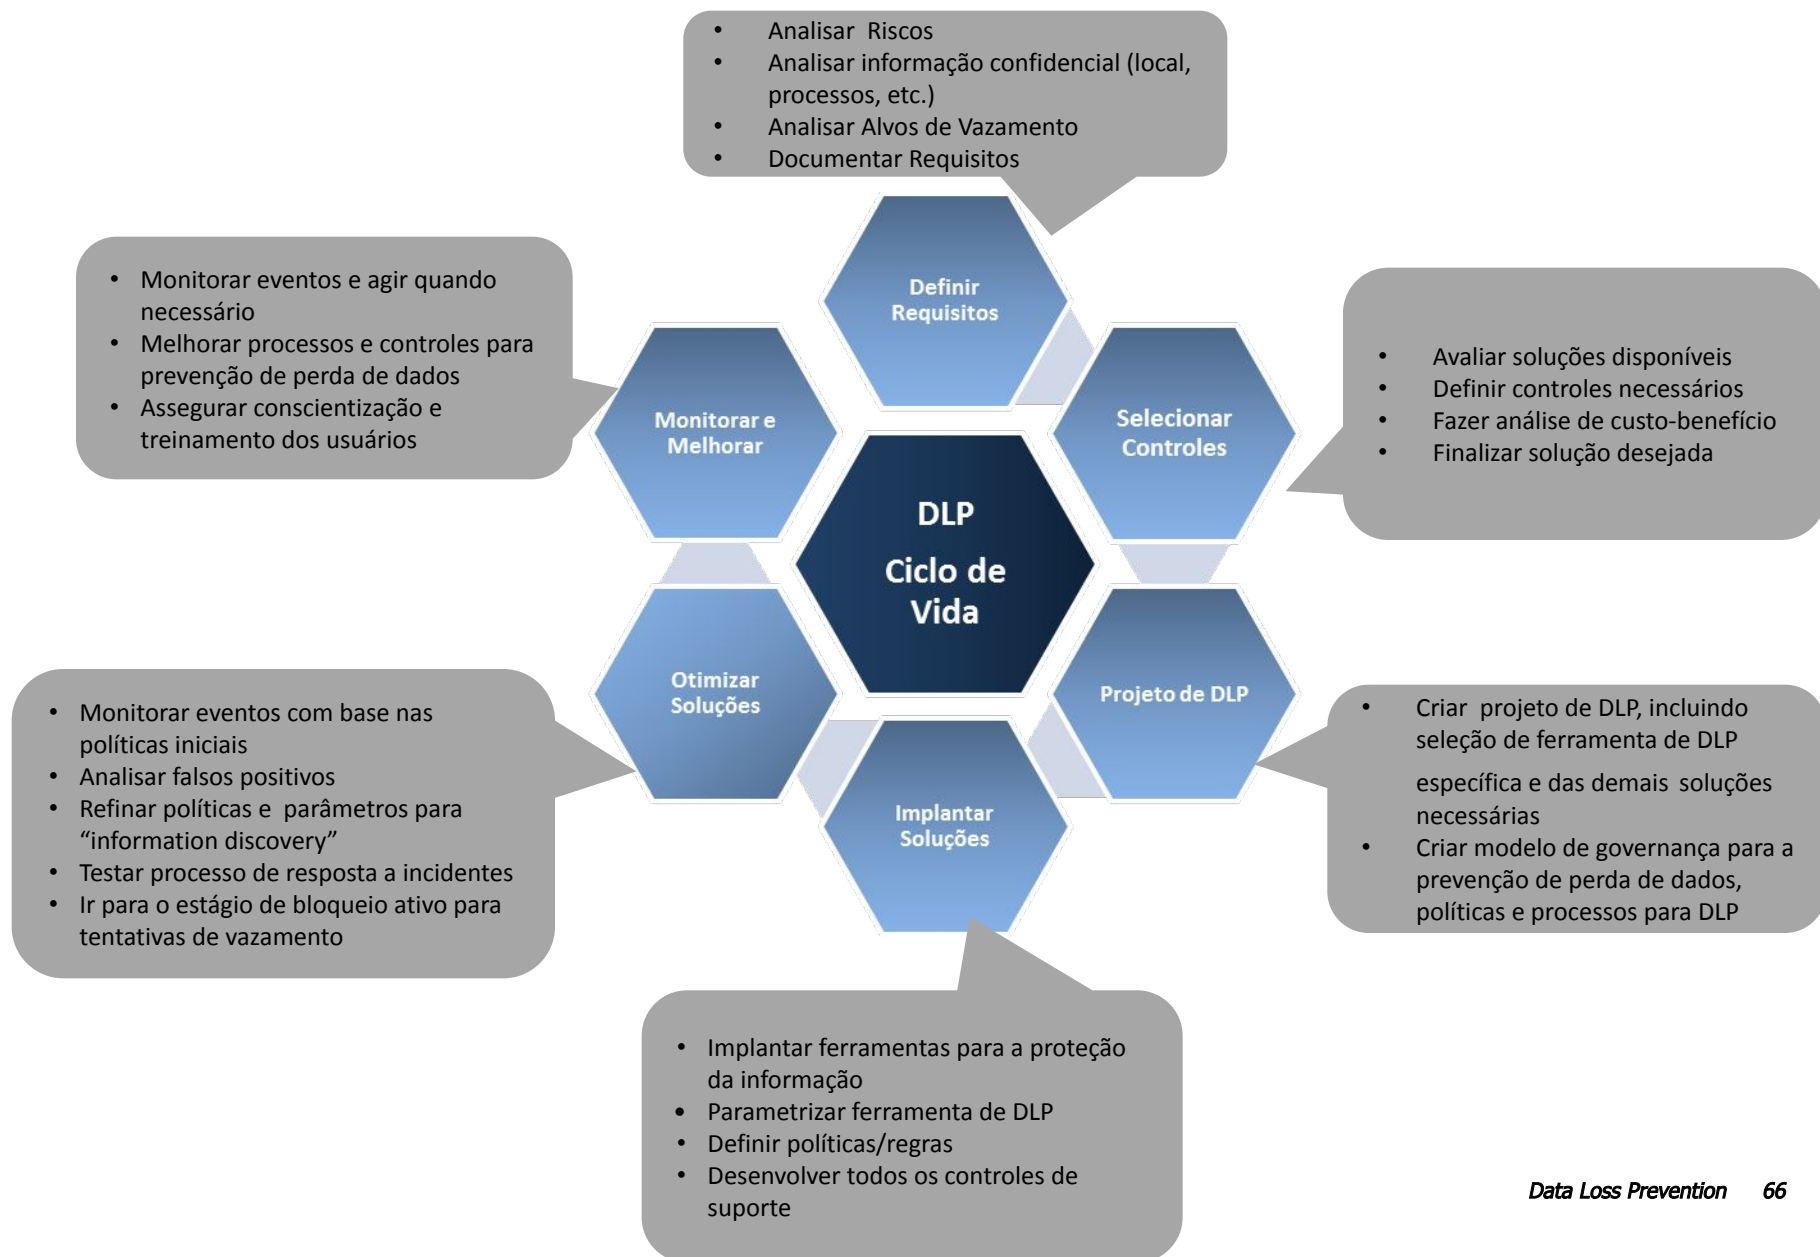 • Analisar Riscos
• Analisar informação confidencial (local,
processos, etc.)
• Analisar Alvos de Vazamento
• Documentar Requisitos
Definir
Requisitos
• Avaliar soluções disponíveis
• Definir controles necessários
• Fazer análise de custo-benefício
• Finalizar solução desejada
Selecionar
Controles
• Criar projeto de DLP, incluindo
seleção de ferramenta de DLP
específica e das demais soluções
necessárias
• Criar modelo de governança para a
prevenção de perda de dados,
políticas e processos para DLP
Projeto de DLP
• Implantar ferramentas para a proteção
da informação
• Parametrizar ferramenta de DLP
• Definir políticas/regras
• Desenvolver todos os controles de
suporte
Implantar
Soluções
• Monitorar eventos com base nas
políticas iniciais
• Analisar falsos positivos
• Refinar políticas e parâmetros para
“information discovery”
• Testar processo de resposta a incidentes
• Ir para o estágio de bloqueio ativo para
tentativas de vazamento
Otimizar
Soluções
• Monitorar eventos e agir quando
necessário
• Melhorar processos e controles para
prevenção de perda de dados
• Assegurar conscientização e
treinamento dos usuários
Monitorar e
Melhorar
DLP
Ciclo de
Vida
Data Loss Prevention 66